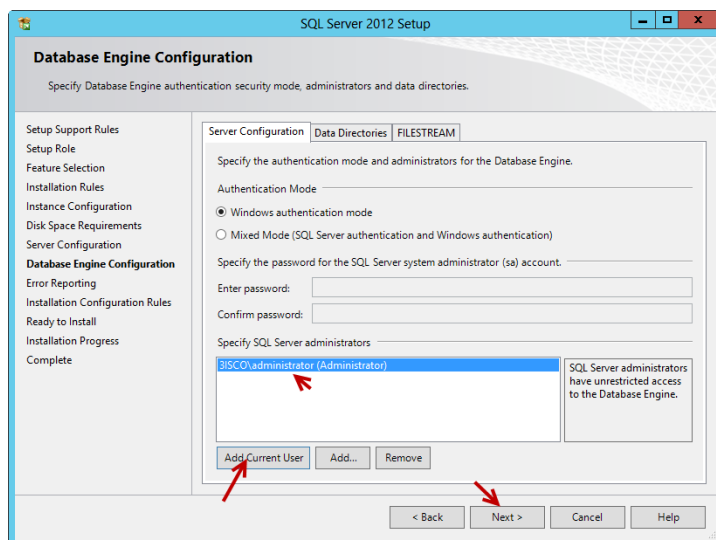 SQL Server 2012 Setup
Database Engine Configuration
Specify Database Engine authentication security mode, administrators and data directories.
Setup Support Rules
Setup Role
Feature Selection
Installation Rules
Instance Configuration
Disk Space Requirements
Server Configuration
Database Engine Configuration
Error Reporting
Installation Configuration Rules
Ready to Install
Installation Progress
Complete
Server Configuration Data Directories FILESTREAM
Specify the authentication mode and administrators for the Database Engine.
Authentication Mode
Windows authentication mode
Mixed Mode (SQL Server authentication and Windows authentication)
Specify the password for the SQL Server system administrator (sa) account.
Enter password:
Confirm password:
Specify SQL Server administrators
3ISCO\administrator (Administrator)
SQL Server administrators
have unrestricted access
to the Database Engine.
Add Current User Add... Remove
< Back Next > Cancel Help